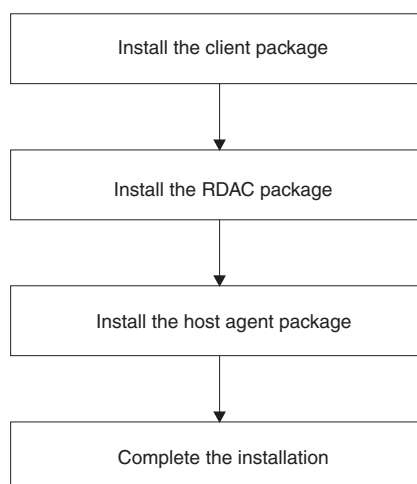 Install the client package
Install the RDAC package
Install the host agent package
Complete the installation